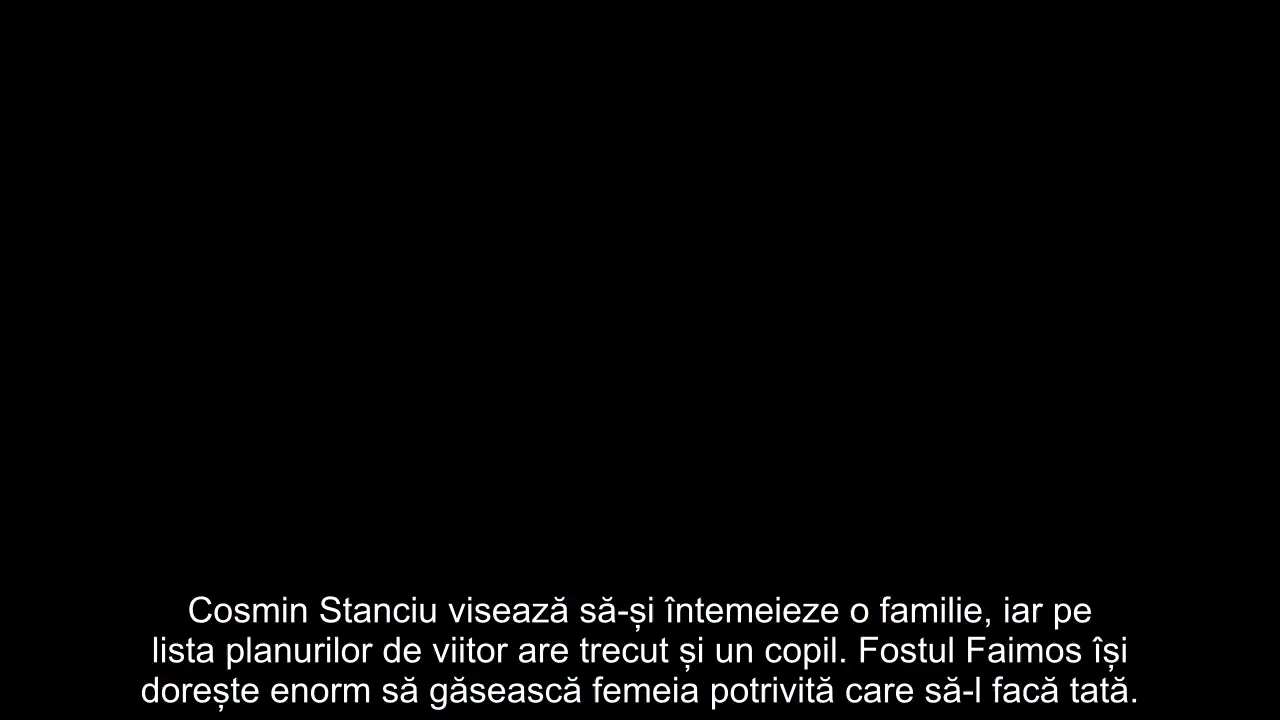 Cosmin Stanciu visează să-și întemeieze o familie, iar pe
lista planurilor de viitor are trecut și un copil. Fostul Faimos își
dorește enorm să găsească femeia potrivită care să-l facă tată.